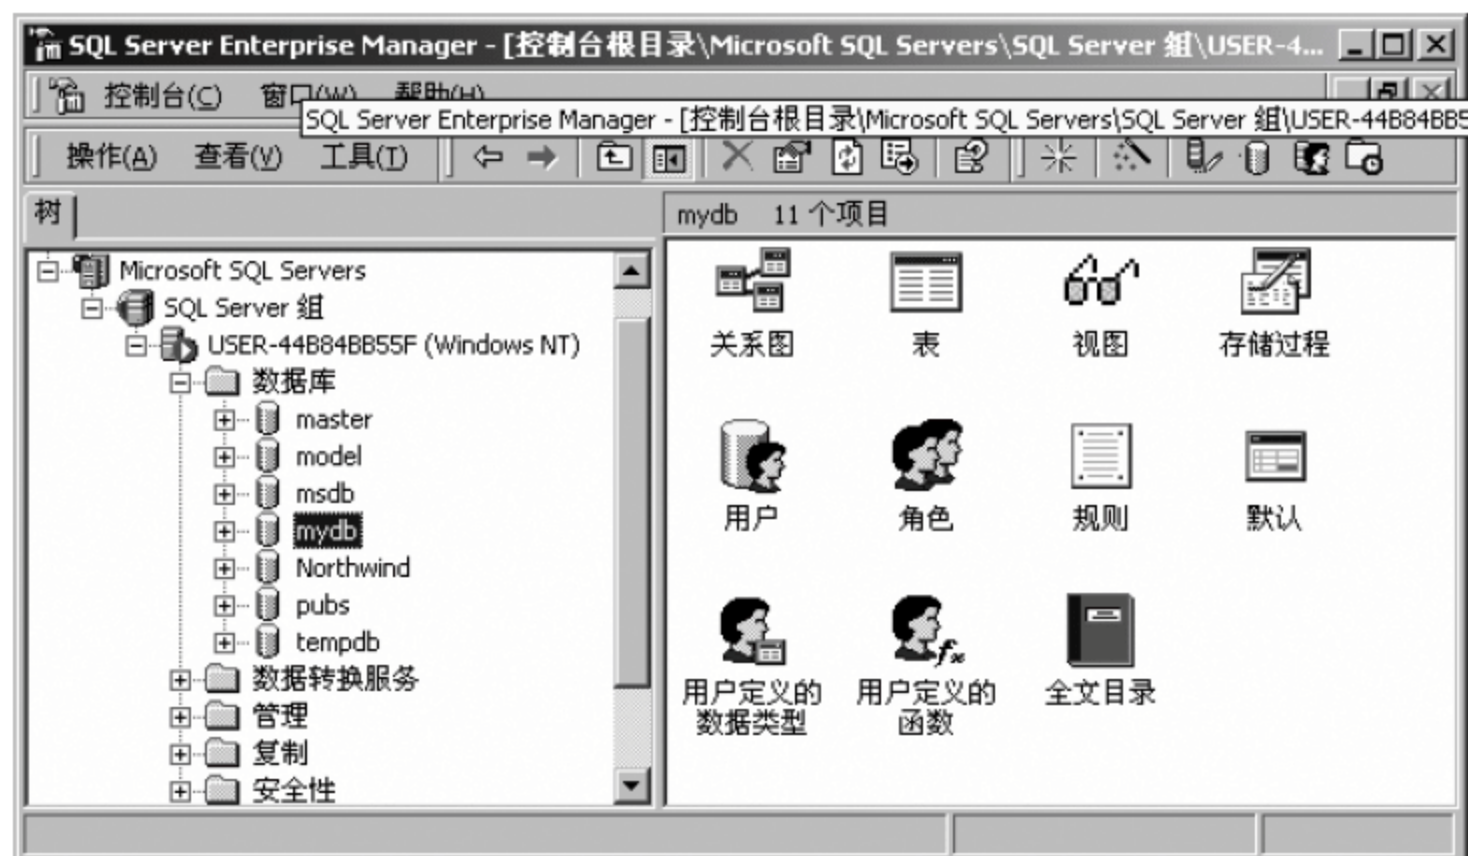 SQL Server Enterprise Manager - [控制台根目录\Microsoft SQL Servers\SQL Server 组\USER-4...
控制台(C) 窗口(W) 帮助(H)
SQL Server Enterprise Manager - [控制台根目录\Microsoft SQL Servers\SQL Server 组\USER-44B84BB5
操作(A) 查看(V) 工具(T)
树
mydb 11 个项目
Microsoft SQL Servers
SQL Server 组
USER-44B84BB55F (Windows NT)
数据库
master
model
msdb
mydb
Northwind
pubs
tempdb
数据转换服务
管理
复制
安全性
关系图 表 视图 存储过程
用户 角色 规则 默认
用户定义的数据类型 用户定义的函数 全文目录